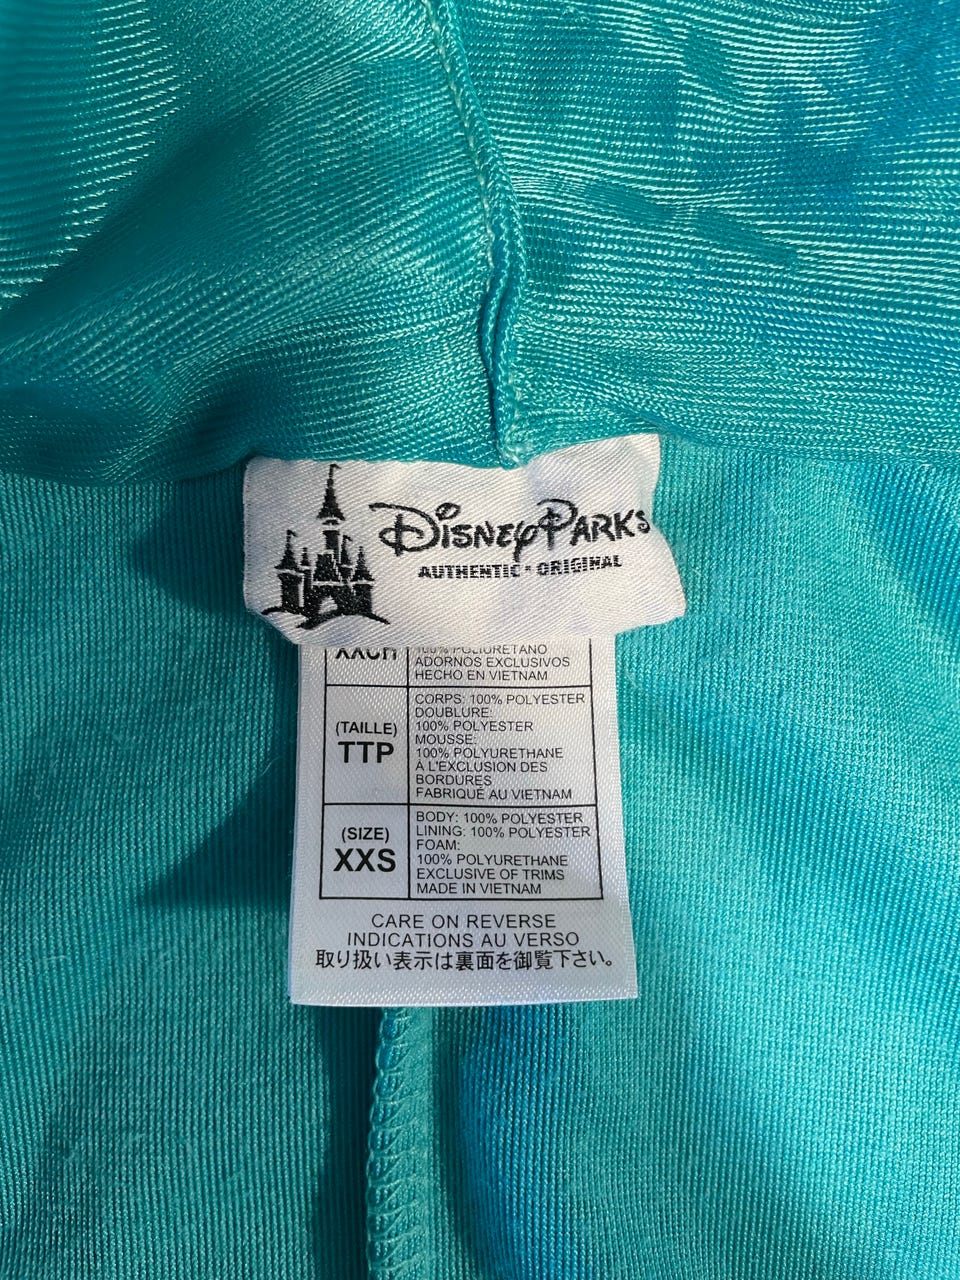 Disney Parks
AUTHENTIC • ORIGINAL
XXCH
100% POLIURETANO
ADORNOS EXCLUSIVOS
HECHO EN VIETNAM
(TAILLE)
TTP
CORPS: 100% POLYESTER
DOUBLURE:
100% POLYESTER
MOUSSE:
100% POLYURETHANE
À L'EXCLUSION DES
BORDURES
FABRIQUÉ AU VIETNAM
(SIZE)
XXS
BODY: 100% POLYESTER
LINING: 100% POLYESTER
FOAM:
100% POLYURETHANE
EXCLUSIVE OF TRIMS
MADE IN VIETNAM
CARE ON REVERSE
INDICATIONS AU VERSO
取り扱い表示は裏面を御覧下さい。